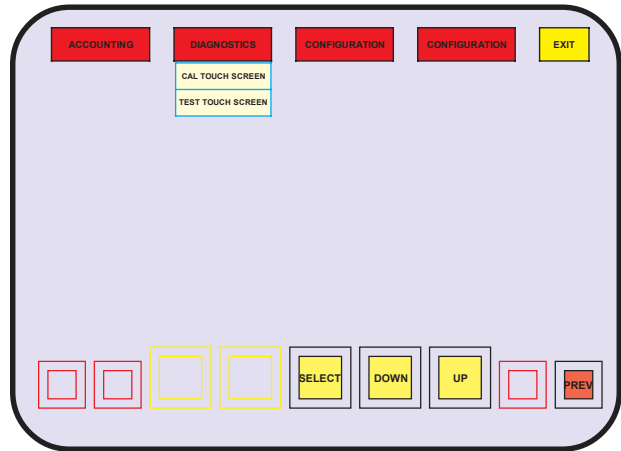 ACCOUNTING DIAGNOSTICS CONFIGURATION CONFIGURATION EXIT
CAL TOUCH SCREEN
TEST TOUCH SCREEN
SELECT DOWN UP PREV